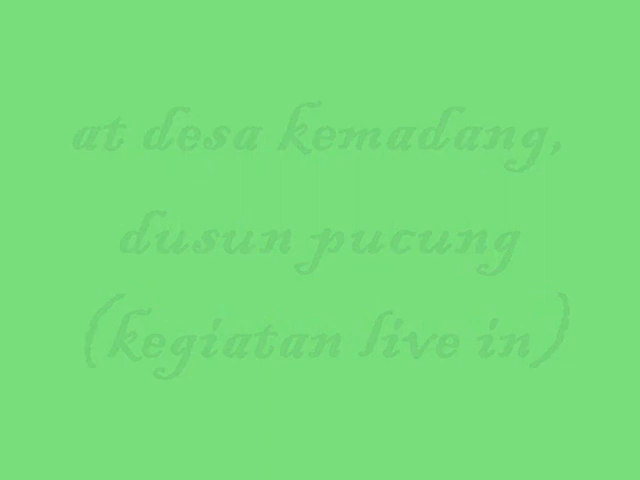 at desa kemadang,
dusun pucung
(kegiatan live in)